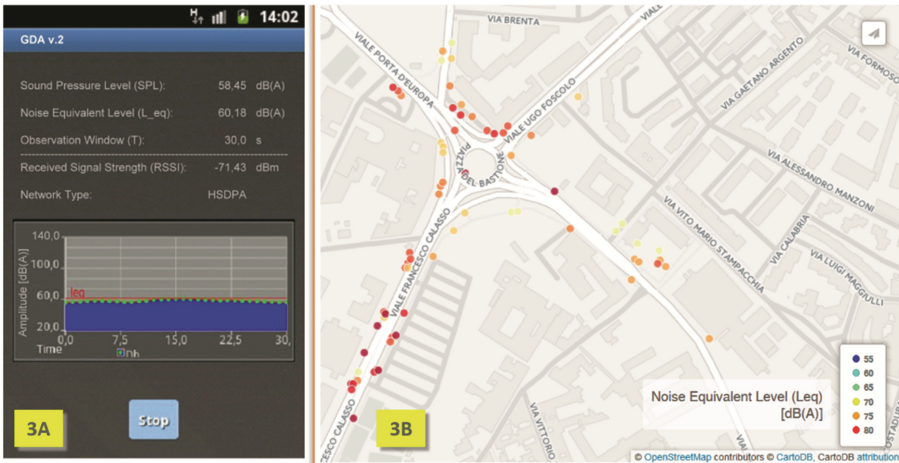 H 14:02
GDA v.2
Sound Pressure Level (SPL): 58,45 dB(A)
Noise Equivalent Level (L_eq): 60,18 dB(A)
Observation Window (T): 30,0 s
Received Signal Strength (RSSI): -71,43 dBm
Network Type: HSDPA
Amplitude [dB(A)]
140,0
100,0
60,0
20,0
leq
0,0 7,5 15,0 22,5 30,
Time
Stop
3A
VIA BRENTA
VIALE
VIALE PORTA D'EUROPA
VIALE UGO FOSCOLO
VIA GAETANO ARGENTO
VIA FORMOSO
PIAZZA DEL BASTIONE
VIA ALESSANDRO MANZONI
VIALE FRANCESCO CALASSO
VIA VITO MARIO STAMPACCHIA
VIA CALABRIA
VIA LUIGI MAGGIULLI
VIA VITTORIO
VIAL
ESCO CALASSO
OSTADURA
55
60
65
70
75
80
Noise Equivalent Level (Leq)
[dB(A)]
3B
© OpenStreetMap contributors © CartoDB, CartoDB attribution